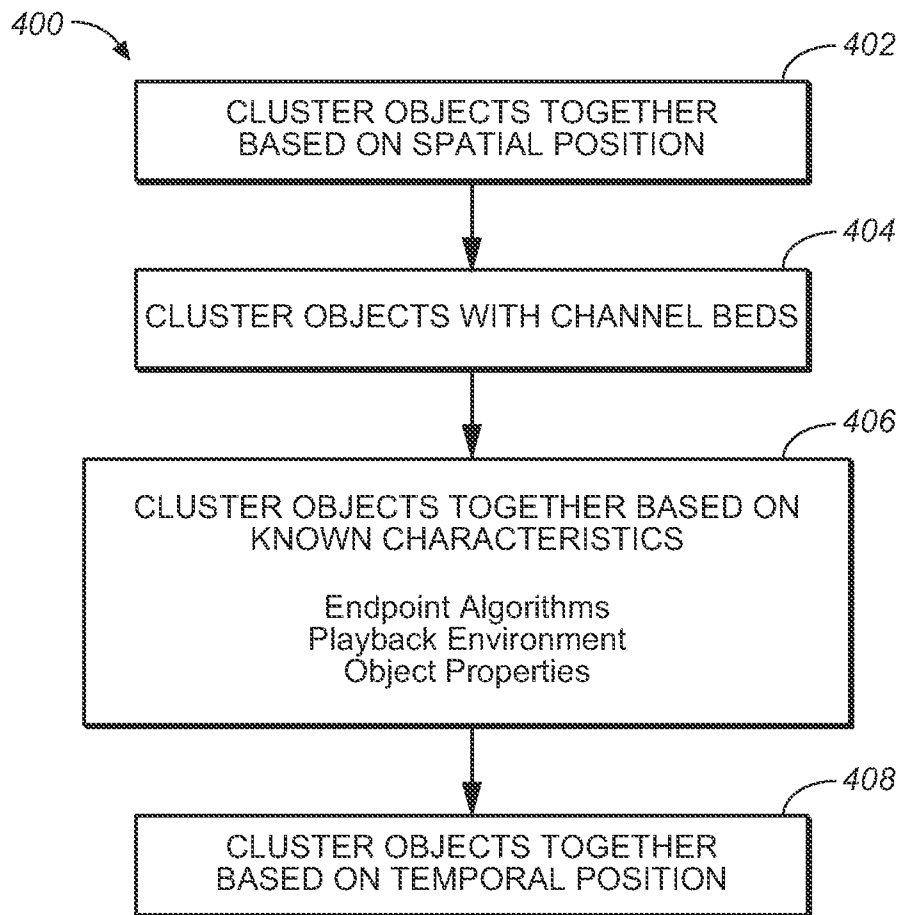 400
402
CLUSTER OBJECTS TOGETHER
BASED ON SPATIAL POSITION
404
CLUSTER OBJECTS WITH CHANNEL BEDS
406
CLUSTER OBJECTS TOGETHER BASED ON
KNOWN CHARACTERISTICS
Endpoint Algorithms
Playback Environment
Object Properties
408
CLUSTER OBJECTS TOGETHER
BASED ON TEMPORAL POSITION